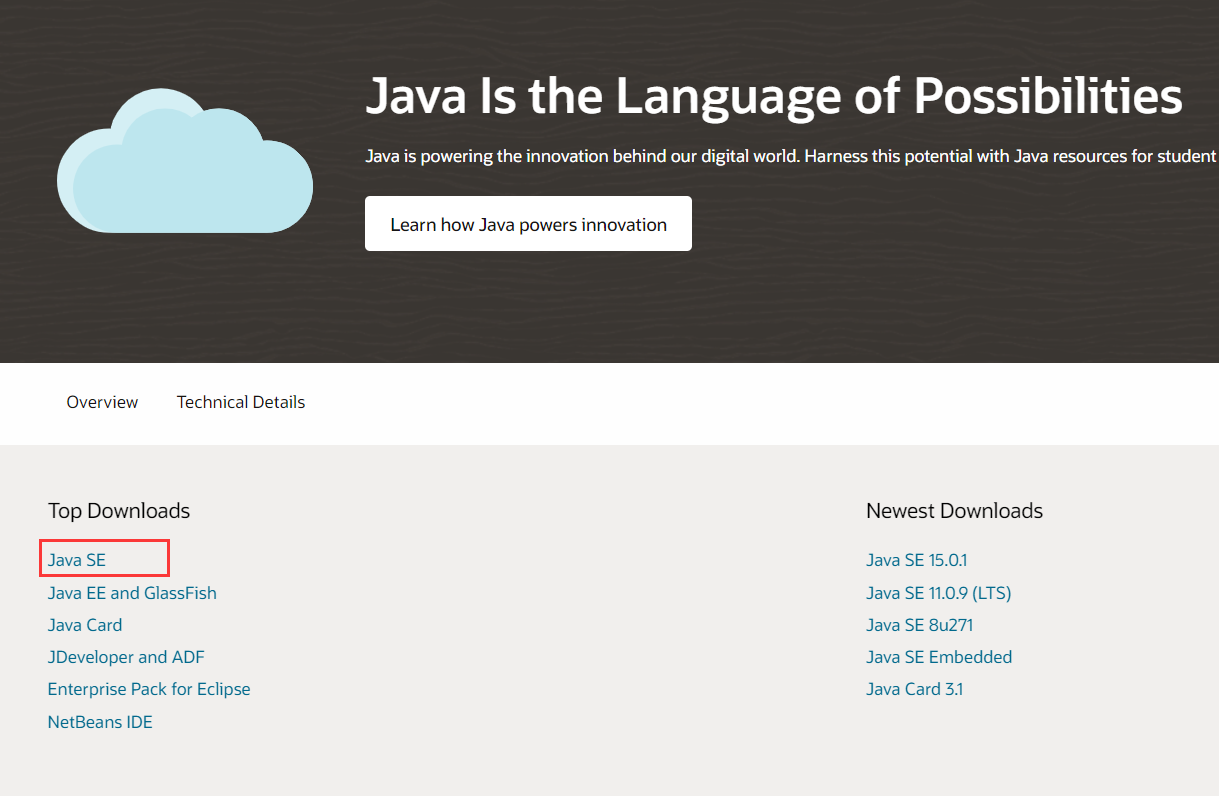 Java Is the Language of Possibilities
Java is powering the innovation behind our digital world. Harness this potential with Java resources for student
Learn how Java powers innovation
Overview
Technical Details
Top Downloads
Java SE
Java EE and GlassFish
Java Card
JDeveloper and ADF
Enterprise Pack for Eclipse
NetBeans IDE
Newest Downloads
Java SE 15.0.1
Java SE 11.0.9 (LTS)
Java SE 8u271
Java SE Embedded
Java Card 3.1